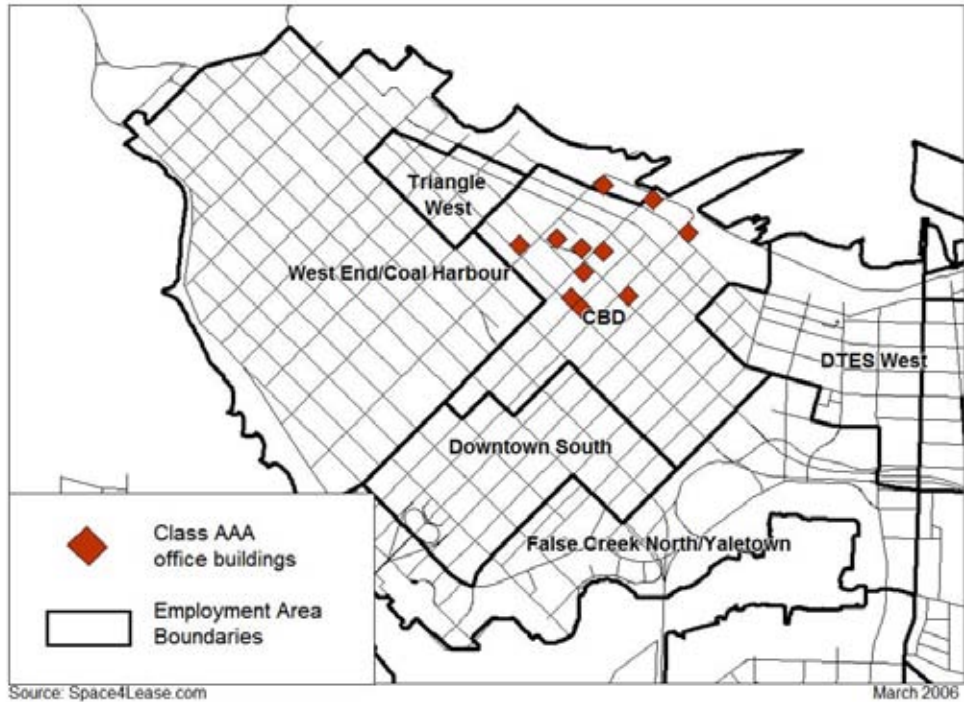 Triangle
West
West End/Coal Harbour
CBD
DTES West
Downtown South
False Creek North/Yaletown
Class AAA
office buildings
Employment Area
Boundaries
Source: Space4Lease.com
March 2006